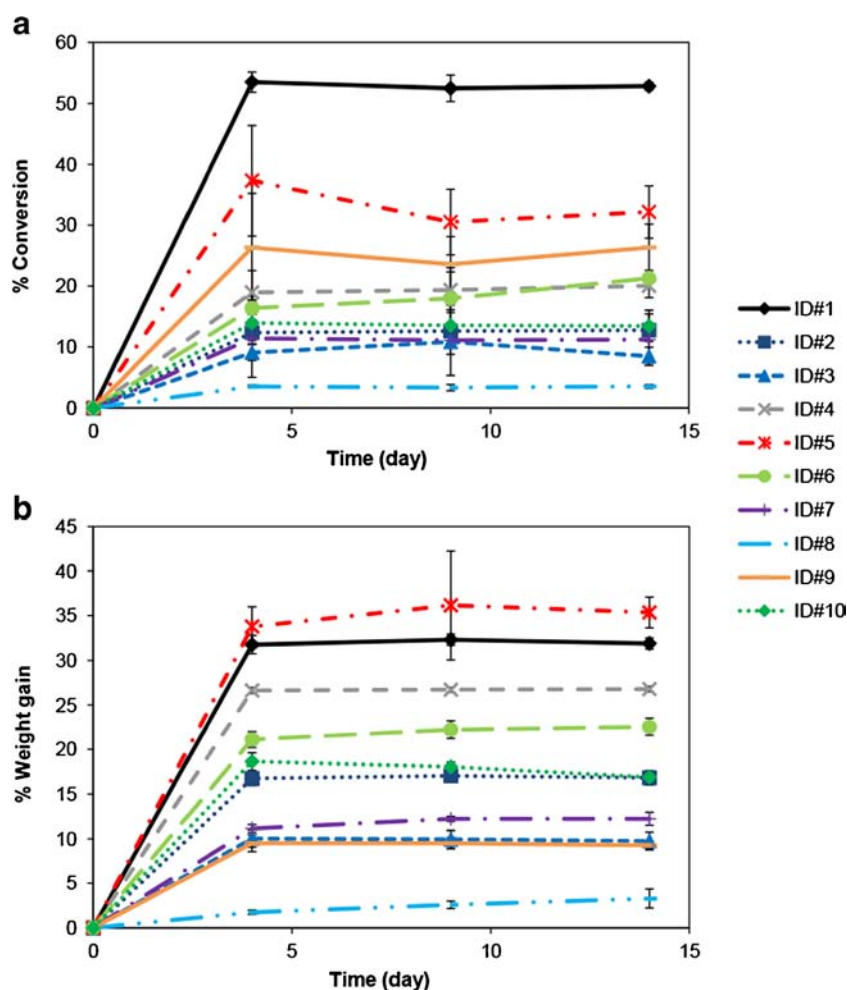 a
60
50
40
30
20
10
0
% Conversion
0 5 10 15
Time (day)
ID#1
ID#2
ID#3
ID#4
ID#5
ID#6
ID#7
ID#8
ID#9
ID#10
b
45
40
35
30
25
20
15
10
5
0
% Weight gain
0 5 10 15
Time (day)